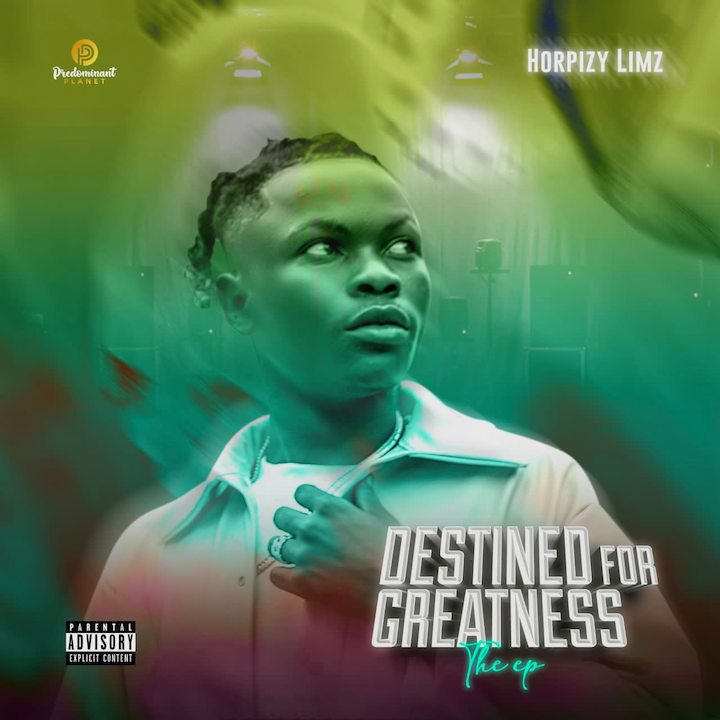 Predominant
PLANET
HORPIZY LIMZ
DESTINED FOR
GREATNESS
The ep
PARENTAL
ADVISORY
EXPLICIT CONTENT